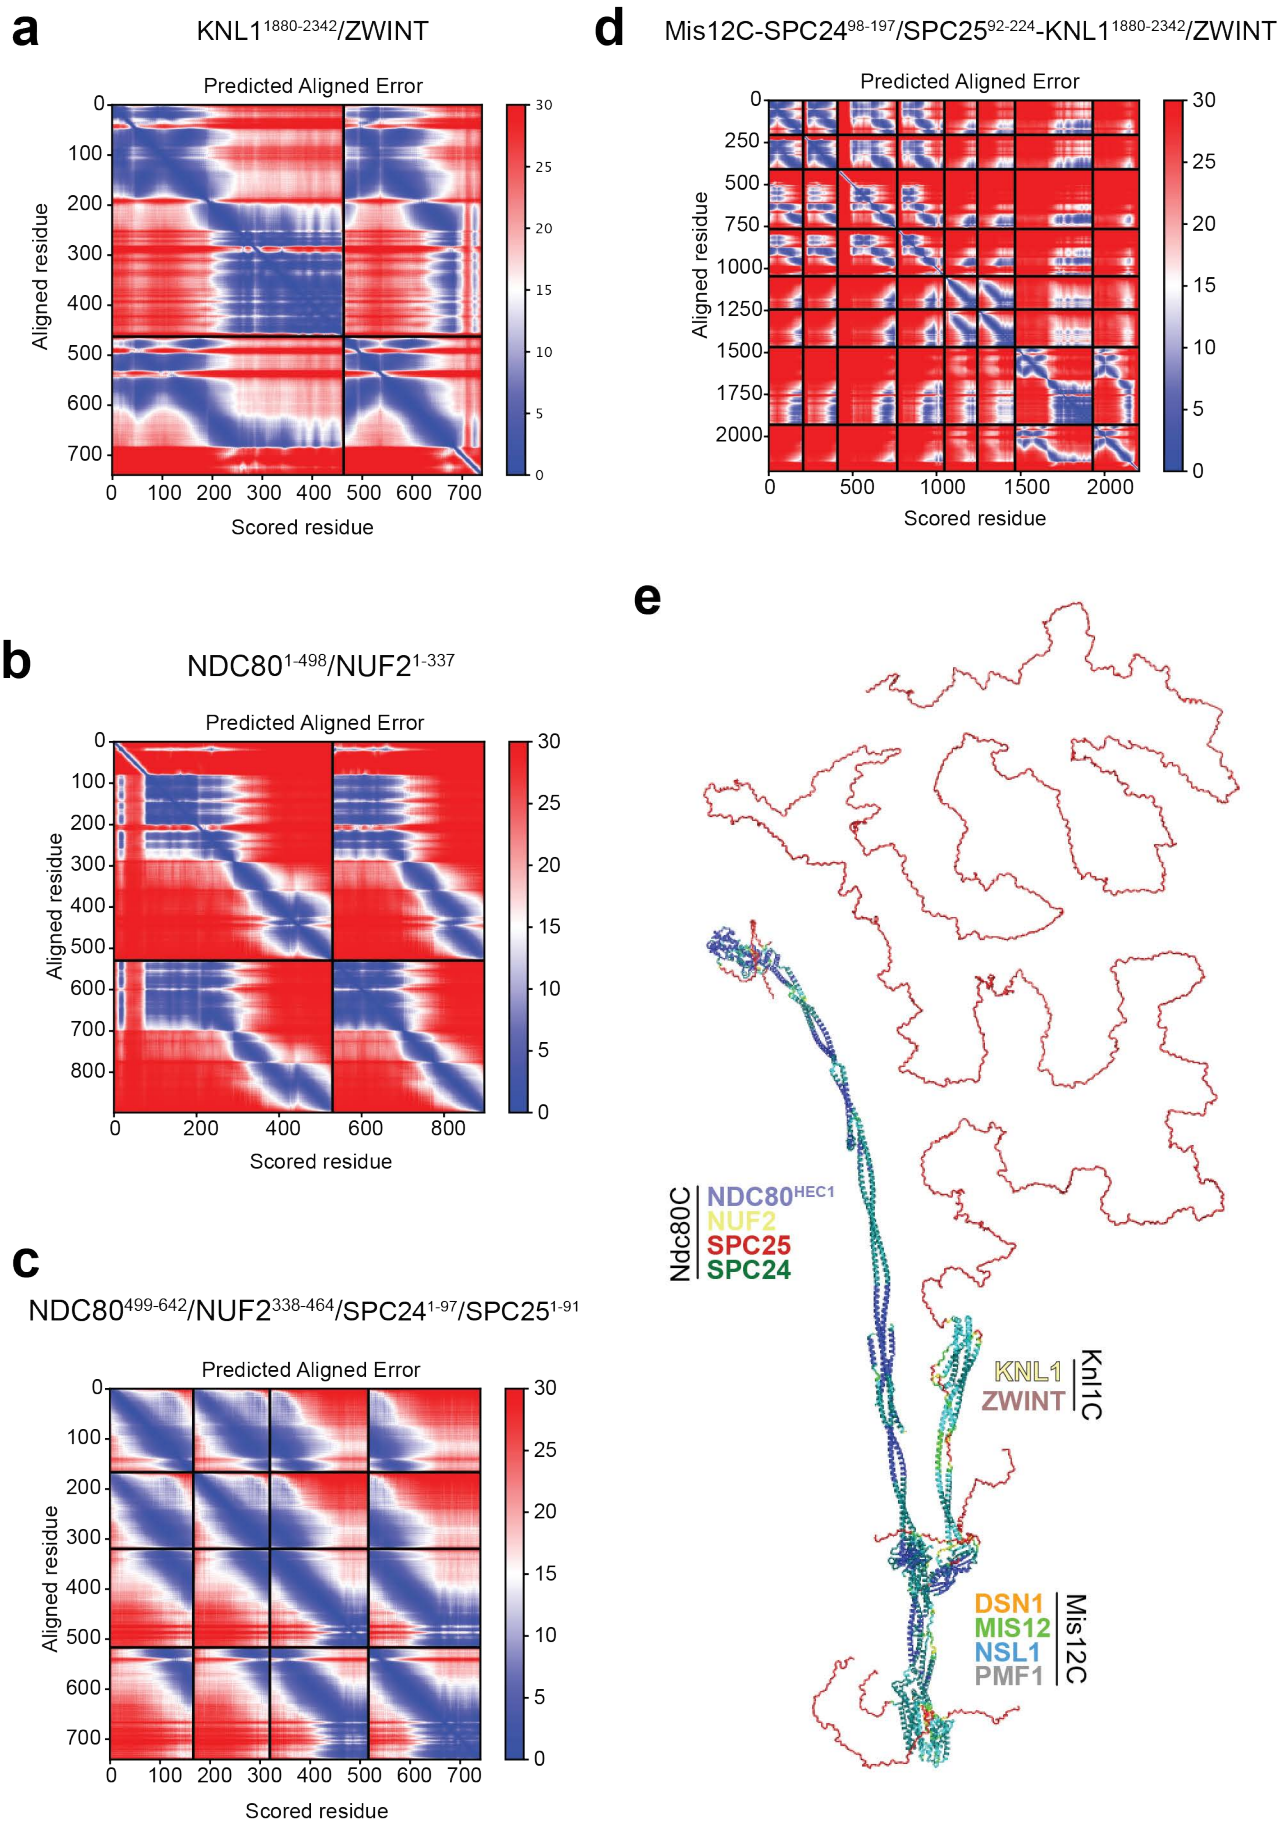 a
KNL1¹⁸⁸⁰⁻²³⁴²/ZWINT
Predicted Aligned Error
0
100
200
300
400
500
600
700
Aligned residue
0 100 200 300 400 500 600 700
Scored residue
30
25
20
15
10
5
0
b
NDC80¹⁻⁴⁹⁸/NUF2¹⁻³³⁷
Predicted Aligned Error
0
100
200
300
400
500
600
700
800
Aligned residue
0 200 400 600 800
Scored residue
30
25
20
15
10
5
0
c
NDC80⁴⁹⁹⁻⁶⁴²/NUF2³³⁸⁻⁴⁶⁴/SPC24¹⁻⁹⁷/SPC25¹⁻⁹¹
Predicted Aligned Error
0
100
200
300
400
500
600
700
Aligned residue
0 100 200 300 400 500 600 700
Scored residue
30
25
20
15
10
5
0
d
Mis12C-SPC24⁹⁸⁻¹⁹⁷/SPC25⁹²⁻²²⁴-KNL1¹⁸⁸⁰⁻²³⁴²/ZWINT
Predicted Aligned Error
0
250
500
750
1000
1250
1500
1750
2000
Aligned residue
0 500 1000 1500 2000
Scored residue
30
25
20
15
10
5
0
e
Ndc80C
NDC80ᴴᴱᶜ¹
NUF2
SPC25
SPC24
KNL1
ZWINT
Knl1C
DSN1
MIS12
NSL1
PMF1
Mis12C